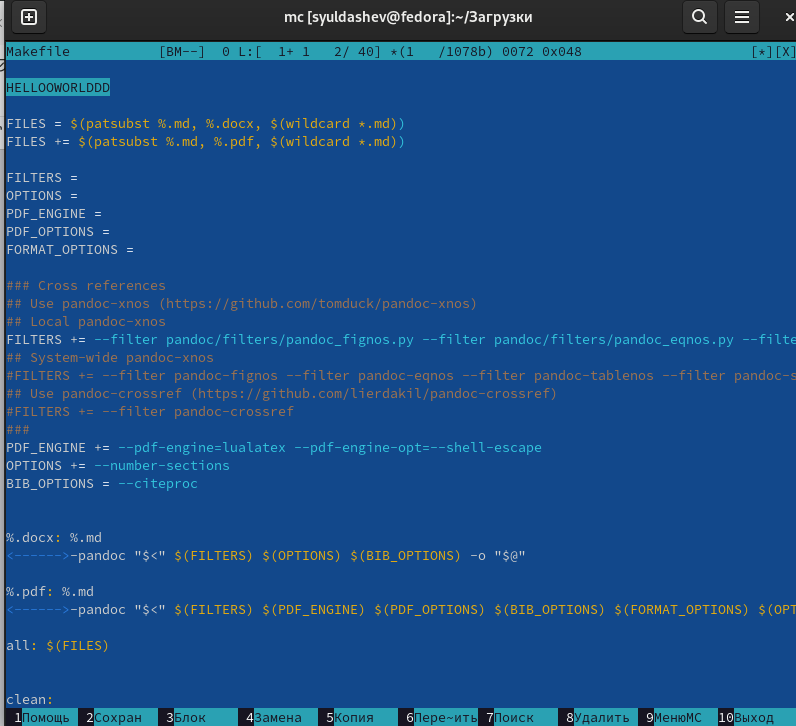 mc [syuldashev@fedora]:~/Загрузки
Makefile [BM--] 0 L:[ 1+ 1 2/ 40] *(1 /1078b) 0072 0x048 [*][X]
HELLOOWORLDDD
FILES = $(patsubst %.md, %.docx, $(wildcard *.md))
FILES += $(patsubst %.md, %.pdf, $(wildcard *.md))
FILTERS =
OPTIONS =
PDF_ENGINE =
PDF_OPTIONS =
FORMAT_OPTIONS =
### Cross references
## Use pandoc-xnos (https://github.com/tomduck/pandoc-xnos)
## Local pandoc-xnos
FILTERS += --filter pandoc/filters/pandoc_fignos.py --filter pandoc/filters/pandoc_eqnos.py --filte
## System-wide pandoc-xnos
#FILTERS += --filter pandoc-fignos --filter pandoc-eqnos --filter pandoc-tablenos --filter pandoc-s
## Use pandoc-crossref (https://github.com/lierdakil/pandoc-crossref)
#FILTERS += --filter pandoc-crossref
###
PDF_ENGINE += --pdf-engine=lualatex --pdf-engine-opt=--shell-escape
OPTIONS += --number-sections
BIB_OPTIONS = --citeproc
%.docx: %.md
<------>-pandoc "$<" $(FILTERS) $(OPTIONS) $(BIB_OPTIONS) -o "$@"
%.pdf: %.md
<------>-pandoc "$<" $(FILTERS) $(PDF_ENGINE) $(PDF_OPTIONS) $(BIB_OPTIONS) $(FORMAT_OPTIONS) $(OPT
all: $(FILES)
clean:
1Помощь 2Сохран 3Блок 4Замена 5Копия 6Пере~ить 7Поиск 8Удалить 9МенюMC 10Выход